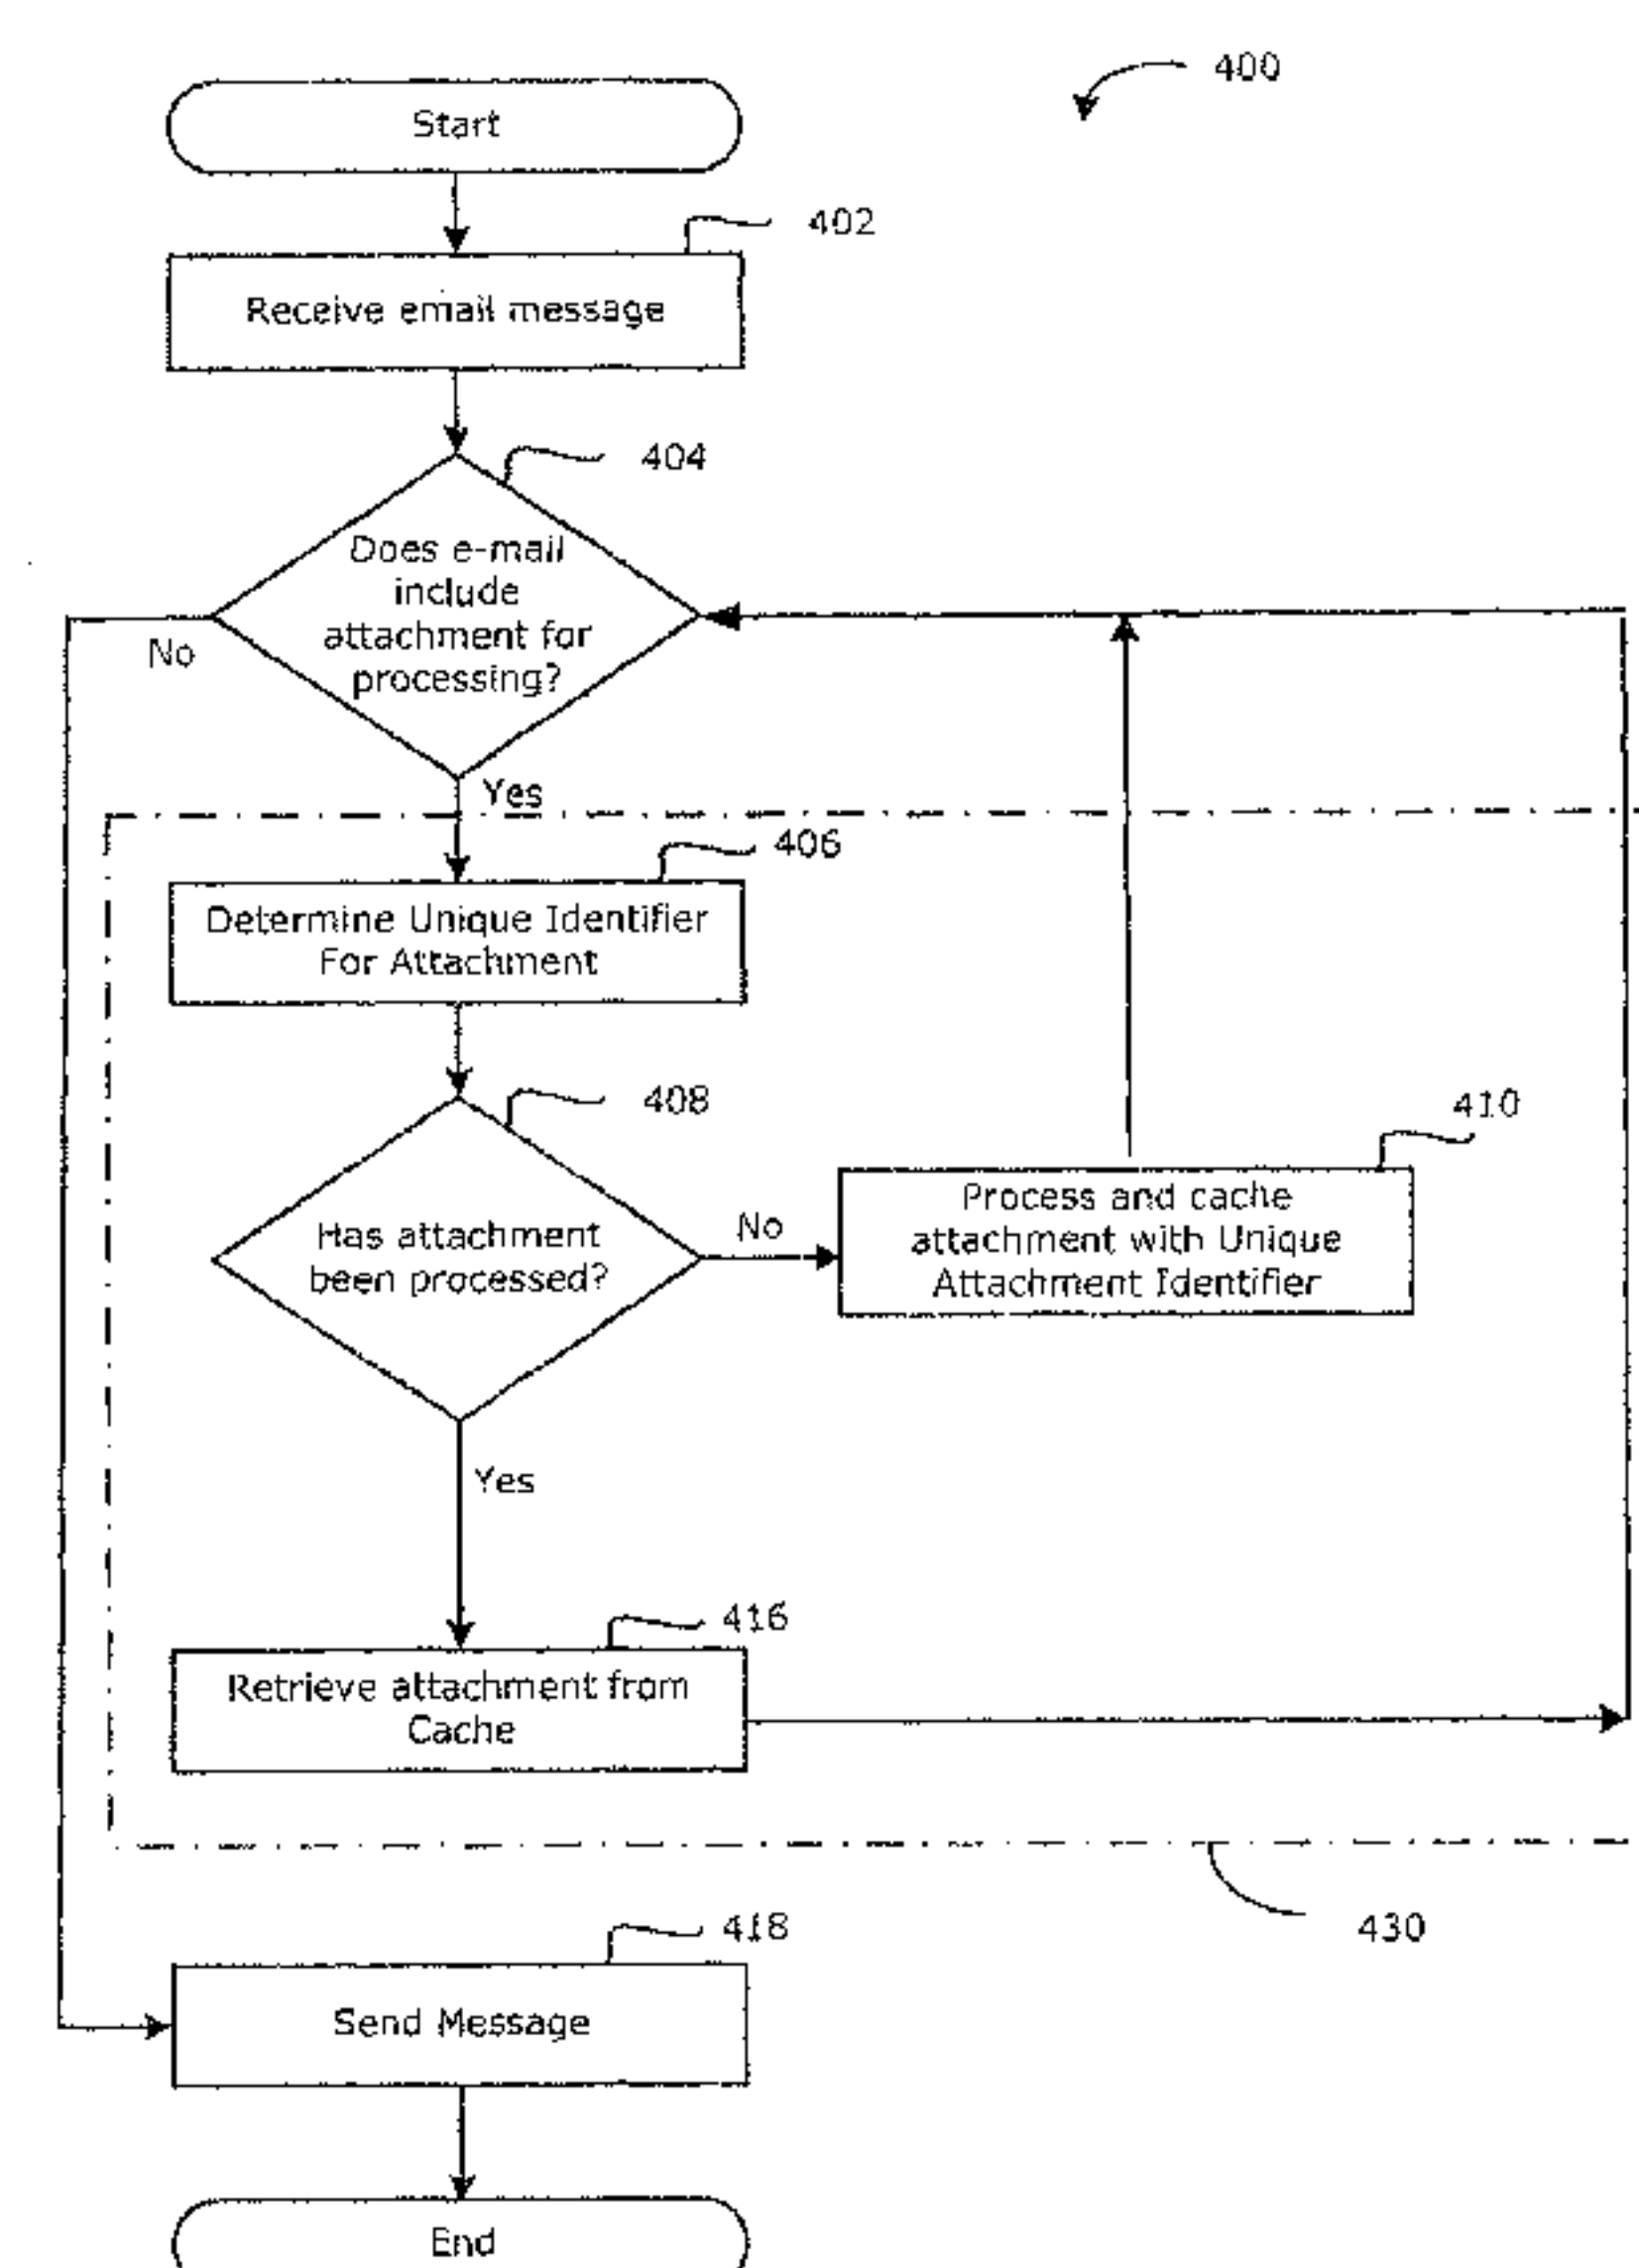 400
Start
402
Receive email message
404
Does e-mail
include
attachment for
processing?
No
Yes
406
Determine Unique Identifier
For Attachment
408
Has attachment
been processed?
No
410
Process and cache
attachment with Unique
Attachment Identifier
Yes
416
Retrieve attachment from
Cache
430
418
Send Message
End